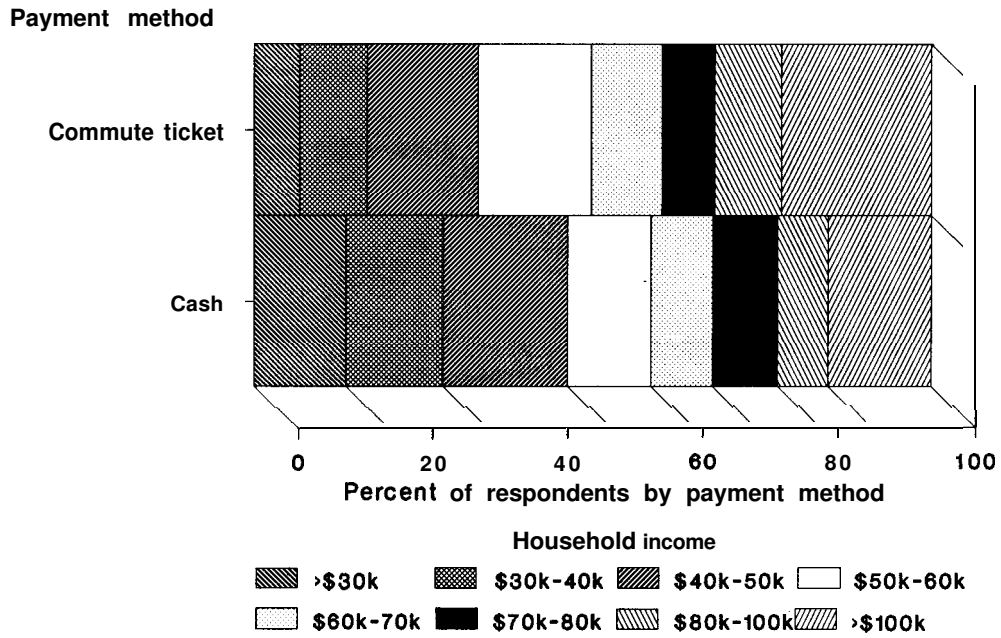 Payment method
Commute ticket
Cash
0 20 40 60 80 100
Percent of respondents by payment method
Household income
>$30k $30k-40k $40k-50k $50k-60k
$60k-70k $70k-80k $80k-100k >$100k